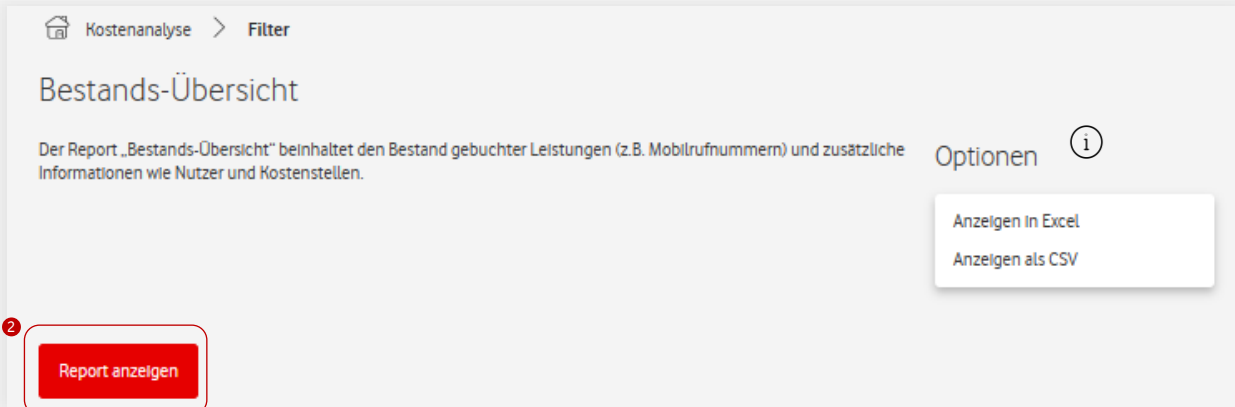 Kostenanalyse > Filter
Bestands-Übersicht
Der Report „Bestands-Übersicht“ beinhaltet den Bestand gebuchter Leistungen (z.B. Mobilrufnummern) und zusätzliche
Informationen wie Nutzer und Kostenstellen.
Optionen i
Anzeigen in Excel
Anzeigen als CSV
2
Report anzeigen